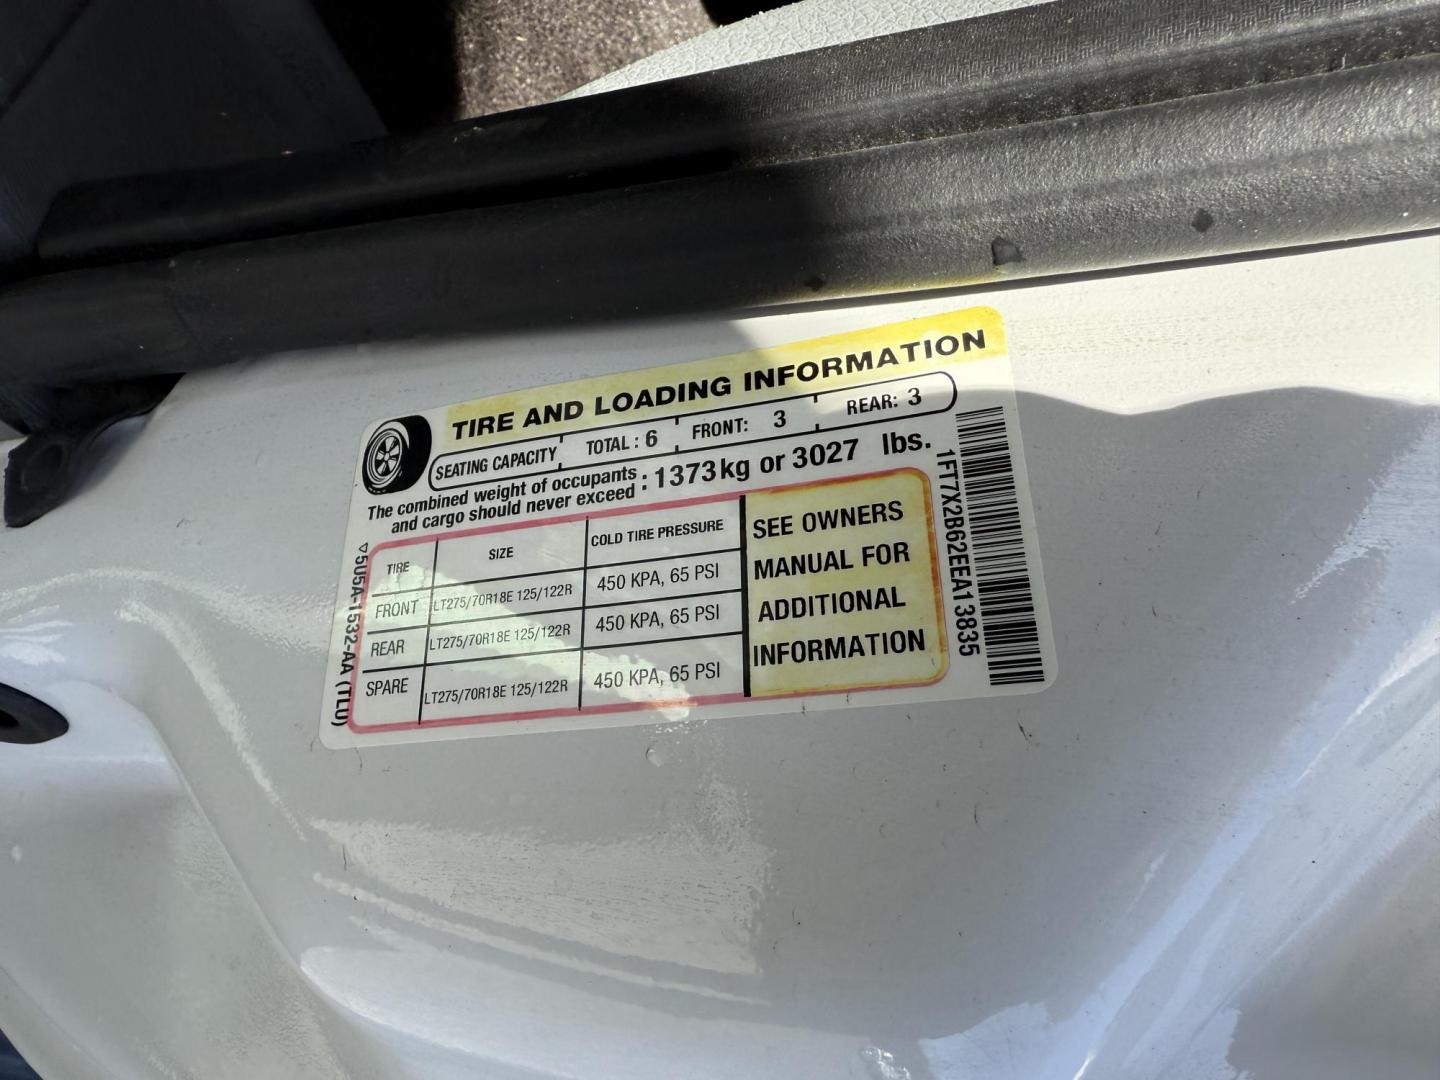 TIRE AND LOADING INFORMATION
SEATING CAPACITY TOTAL : 6 FRONT: 3 REAR: 3
The combined weight of occupants
and cargo should never exceed : 1373kg or 3027 lbs.
TIRE SIZE COLD TIRE PRESSURE
FRONT LT275/70R18E 125/122R 450 KPA, 65 PSI
REAR LT275/70R18E 125/122R 450 KPA, 65 PSI
SPARE LT275/70R18E 125/122R 450 KPA, 65 PSI
SEE OWNERS
MANUAL FOR
ADDITIONAL
INFORMATION
1FT7X2B62EEA13835
▽5U5A-1532-AA (TLU)